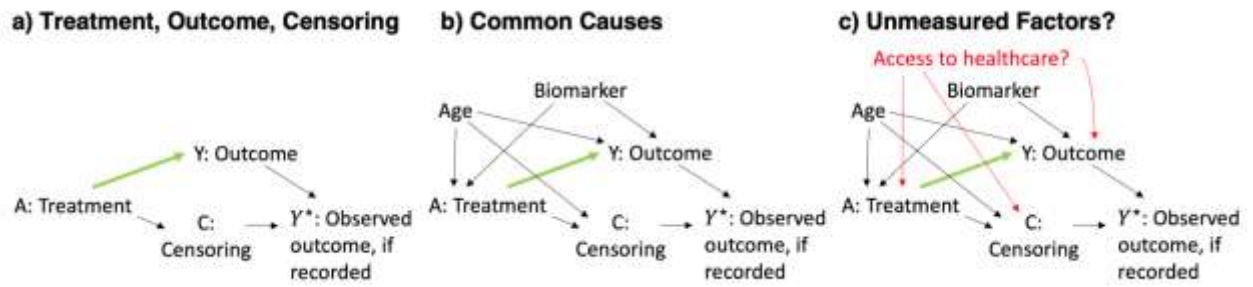 a) Treatment, Outcome, Censoring
Y: Outcome
A: Treatment
C:
Censoring
Y*: Observed
outcome, if
recorded
b) Common Causes
Biomarker
Age
Y: Outcome
A: Treatment
C:
Censoring
Y*: Observed
outcome, if
recorded
c) Unmeasured Factors?
Access to healthcare?
Biomarker
Age
Y: Outcome
A: Treatment
C:
Censoring
Y*: Observed
outcome, if
recorded